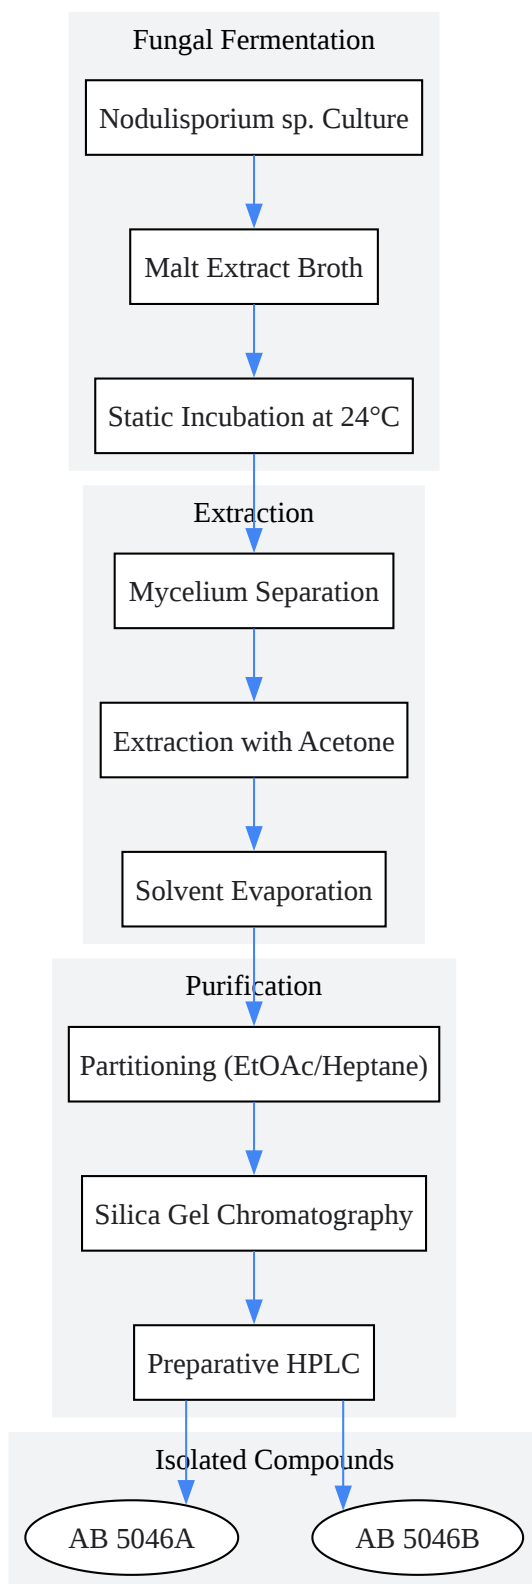 Fungal Fermentation
Nodulisporium sp. Culture
Malt Extract Broth
Static Incubation at 24°C
Extraction
Mycelium Separation
Extraction with Acetone
Solvent Evaporation
Purification
Partitioning (EtOAc/Heptane)
Silica Gel Chromatography
Preparative HPLC
Isolated Compounds
AB 5046A
AB 5046B